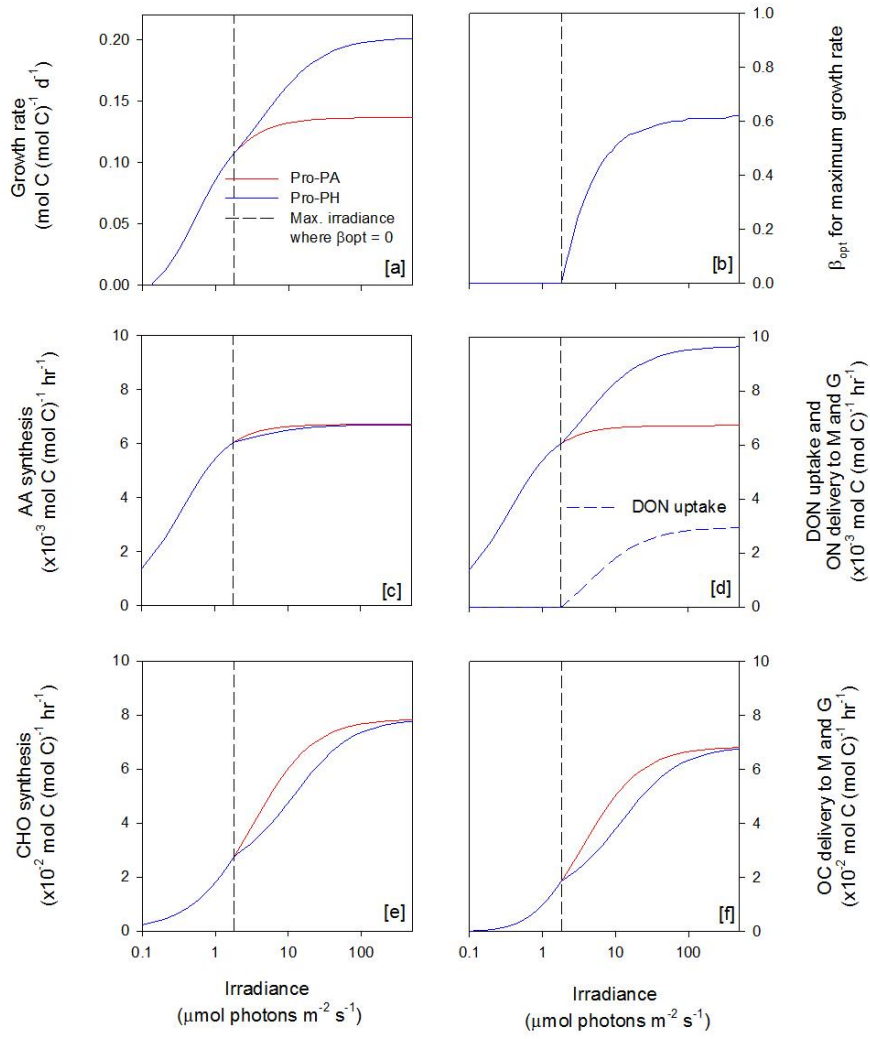 Growth rate
(mol C (mol C)⁻¹ d⁻¹)
0.20
0.15
0.10
0.05
0.00
Pro-PA
Pro-PH
Max. irradiance
where βopt = 0
[a]
1.0
0.8
0.6
0.4
0.2
0.0
[b]
βopt for maximum growth rate
AA synthesis
(x10⁻³ mol C (mol C)⁻¹ hr⁻¹)
10
8
6
4
2
0
[c]
10
8
6
4
2
0
DON uptake
[d]
DON uptake and
ON delivery to M and G
(x10⁻³ mol C (mol C)⁻¹ hr⁻¹)
CHO synthesis
(x10⁻² mol C (mol C)⁻¹ hr⁻¹)
10
8
6
4
2
0
[e]
0.1 1 10 100
Irradiance
(μmol photons m⁻² s⁻¹)
10
8
6
4
2
0
[f]
0.1 1 10 100
Irradiance
(μmol photons m⁻² s⁻¹)
OC delivery to M and G
(x10⁻² mol C (mol C)⁻¹ hr⁻¹)